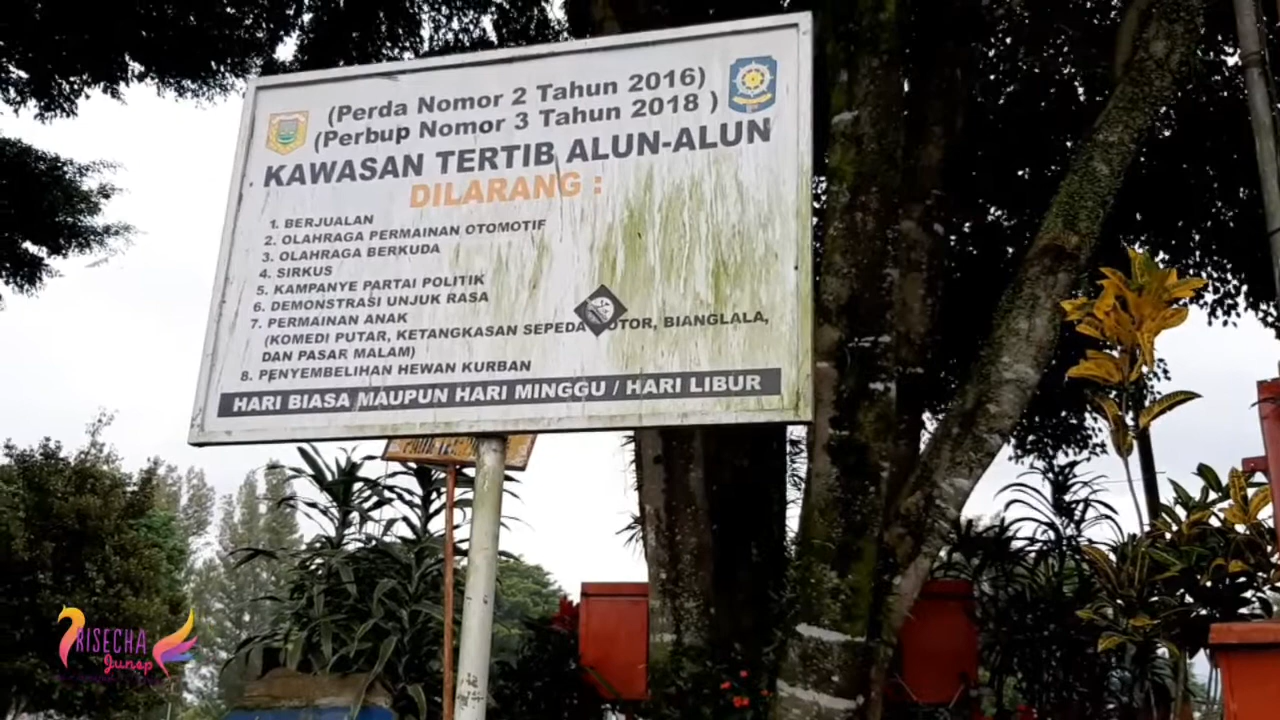 (Perda Nomor 2 Tahun 2016)
(Perbup Nomor 3 Tahun 2018 )
KAWASAN TERTIB ALUN-ALUN
DILARANG :
1. BERJUALAN
2. OLAHRAGA PERMAINAN OTOMOTIF
3. OLAHRAGA BERKUDA
4. SIRKUS
5. KAMPANYE PARTAI POLITIK
6. DEMONSTRASI UNJUK RASA
7. PERMAINAN ANAK
(KOMEDI PUTAR, KETANGKASAN SEPEDA OTOR, BIANGLALA,
DAN PASAR MALAM)
8. PENYEMBELIHAN HEWAN KURBAN
HARI BIASA MAUPUN HARI MINGGU / HARI LIBUR
RISECHA
Junop